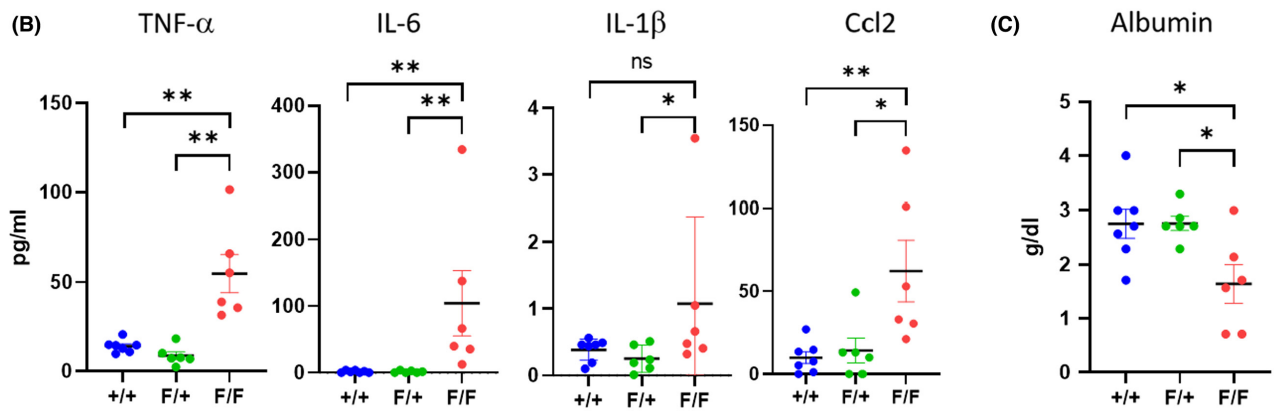 (B) TNF-α IL-6 IL-1β Ccl2 (C) Albumin
** ** ns ** *
** ** * * *
pg/ml
150
100
50
0
+/+ F/+ F/F
400
300
200
100
0
+/+ F/+ F/F
4
3
2
1
0
+/+ F/+ F/F
150
100
50
0
+/+ F/+ F/F
g/dl
5
4
3
2
1
0
+/+ F/+ F/F